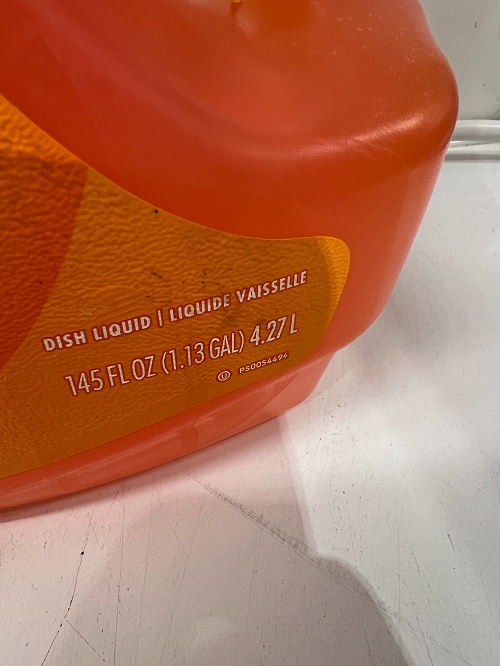 DISH LIQUID | LIQUIDE VAISSELLE
145 FL OZ (1.13 GAL) 4.27 L
Ⓤ PS0054494